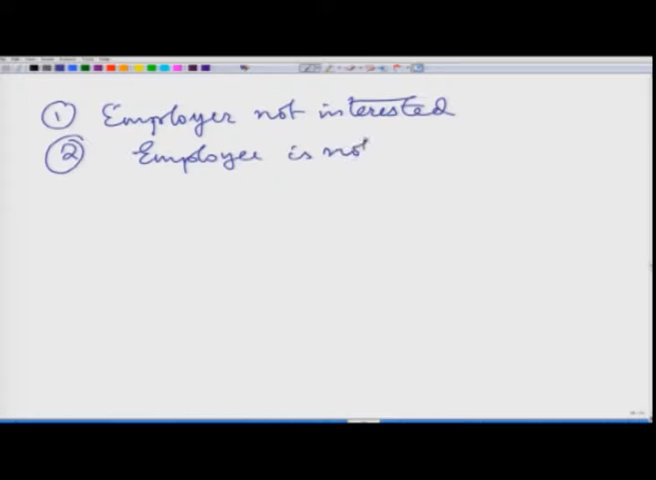 ① Employer not interested
② Employee is not